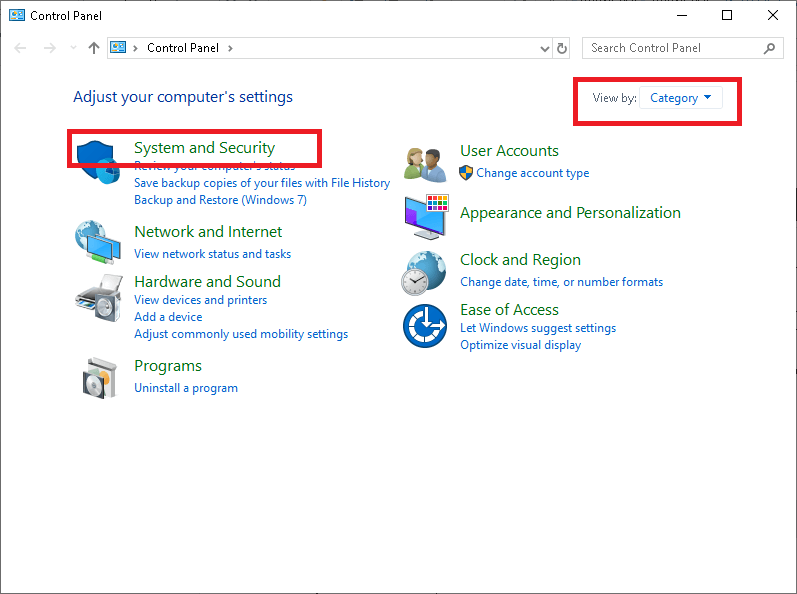 Control Panel
Control Panel
Search Control Panel
Adjust your computer's settings
View by: Category
System and Security
Review your computer's status
Save backup copies of your files with File History
Backup and Restore (Windows 7)
Network and Internet
View network status and tasks
Hardware and Sound
View devices and printers
Add a device
Adjust commonly used mobility settings
Programs
Uninstall a program
User Accounts
Change account type
Appearance and Personalization
Clock and Region
Change date, time, or number formats
Ease of Access
Let Windows suggest settings
Optimize visual display